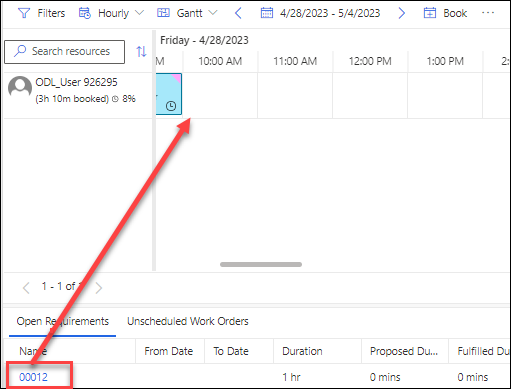 Filters Hourly Gantt 4/28/2023 - 5/4/2023 Book ...
Friday - 4/28/2023
Search resources
M 10:00 AM 11:00 AM 12:00 PM 1:00 PM 2:
ODL_User 926295
(3h 10m booked) 8%
1 - 1 of
Open Requirements Unscheduled Work Orders
Name From Date To Date Duration Proposed Du... Fulfilled Du
00012 1 hr 0 mins 0 mins